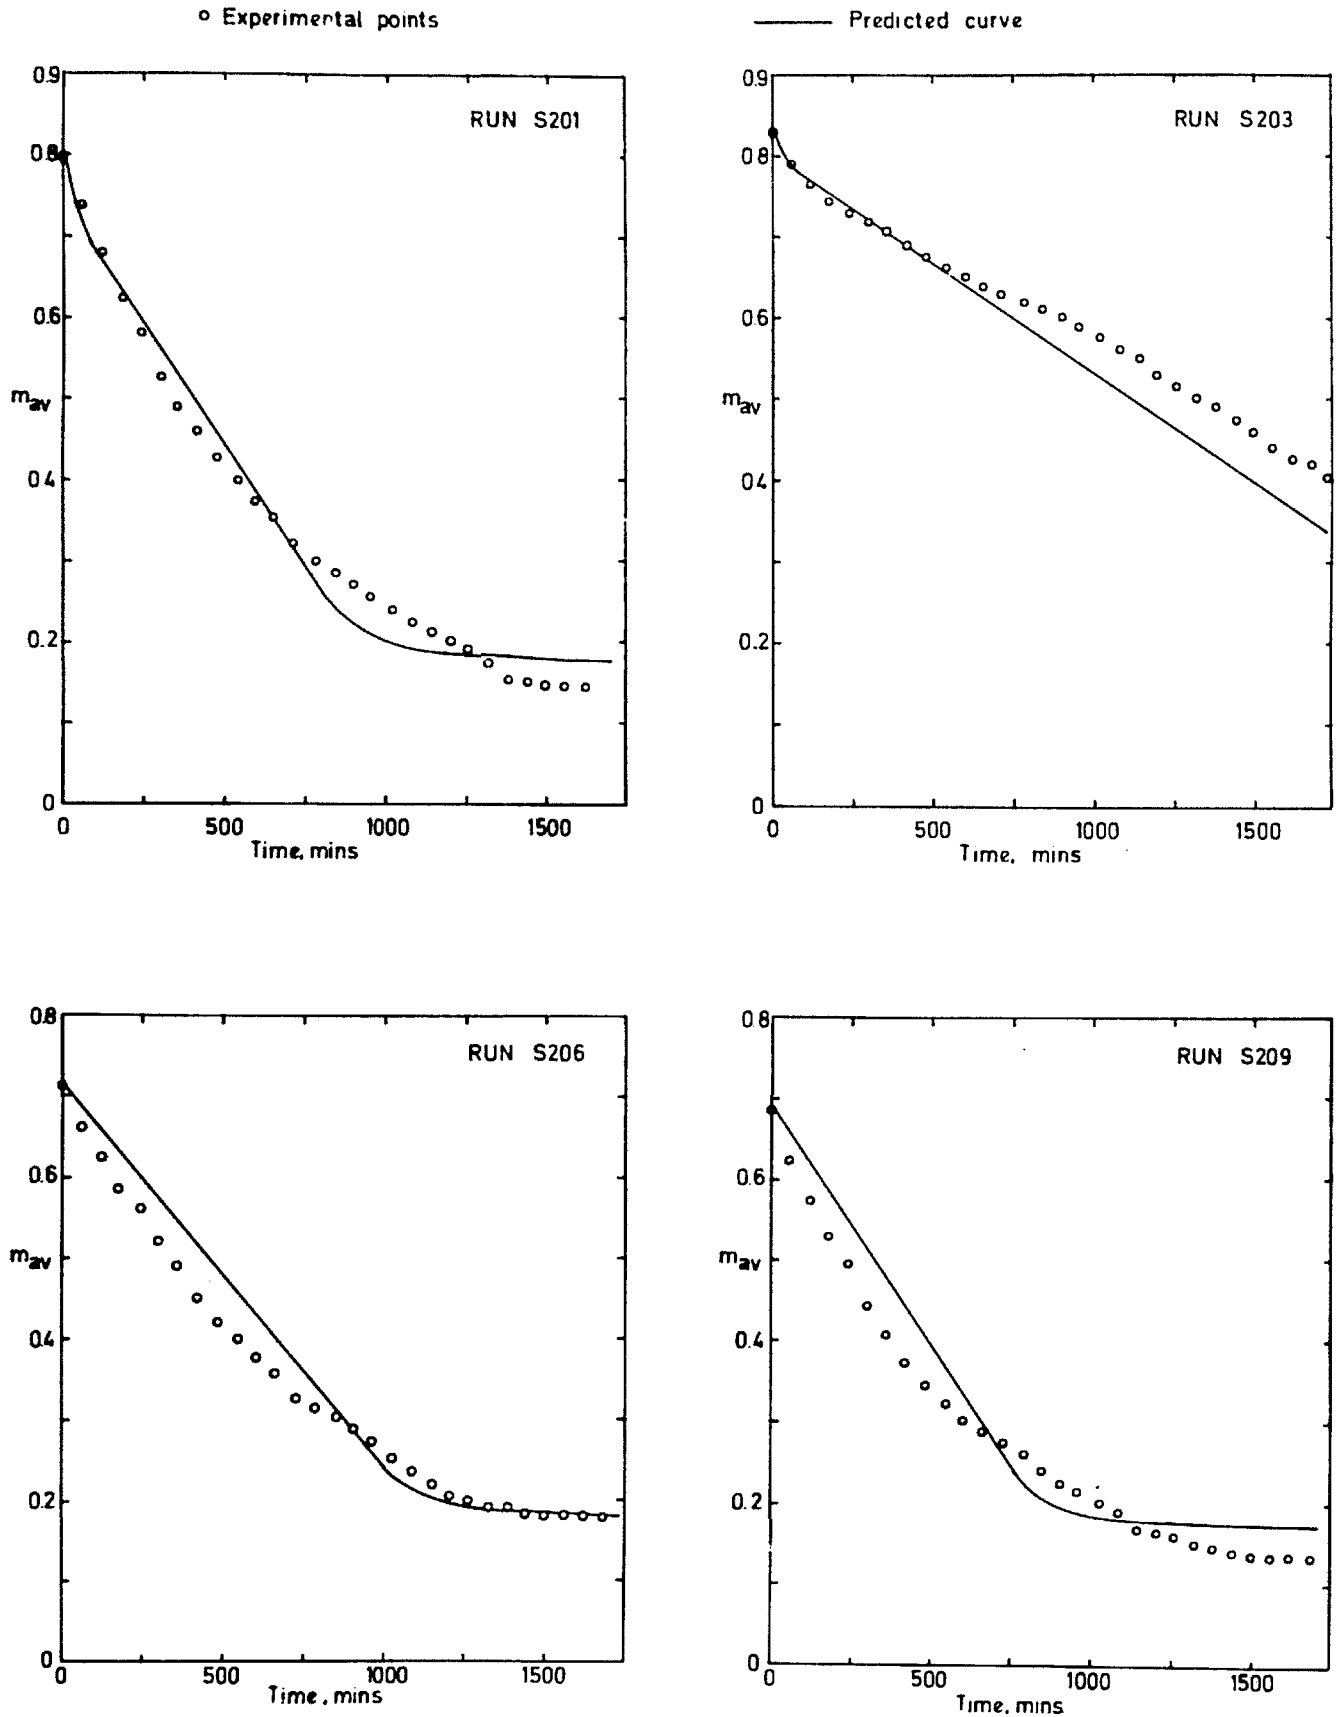 Experimental points
Predicted curve
RUN S201
0.9
0.8
0.6
m_av
0.4
0.2
0
0 500 1000 1500
Time, mins
RUN S203
0.9
0.8
0.6
m_av
0.4
0.2
0
0 500 1000 1500
Time, mins
RUN S206
0.8
0.6
m_av
0.4
0.2
0
0 500 1000 1500
Time, mins
RUN S209
0.8
0.6
m_av
0.4
0.2
0
0 500 1000 1500
Time, mins